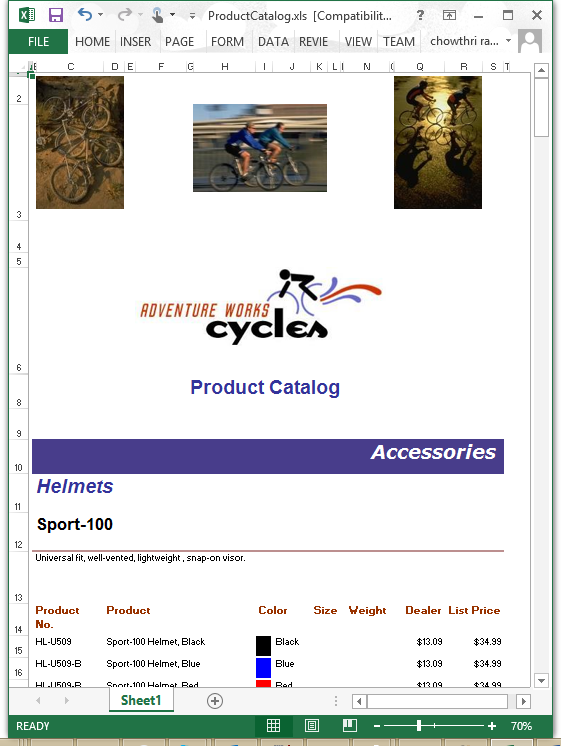 ProductCatalog.xls [Compatibilit...
FILE HOME INSER PAGE FORM DATA REVIE VIEW TEAM chowthri ra...
C D E F G H I J K L N Q R S T
2
3
4
5
ADVENTURE WORKS
cycles
6
Product Catalog
8
9
Accessories
10
Helmets
11
Sport-100
12
Universal fit, well-vented, lightweight , snap-on visor.
13
Product No. Product Color Size Weight Dealer List Price
14
HL-U509 Sport-100 Helmet, Black Black $13.09 $34.99
15
HL-U509-B Sport-100 Helmet, Blue Blue $13.09 $34.99
16
HL-U509-R Sport-100 Helmet, Red Red $13.09 $34.99
Sheet1
READY 70%